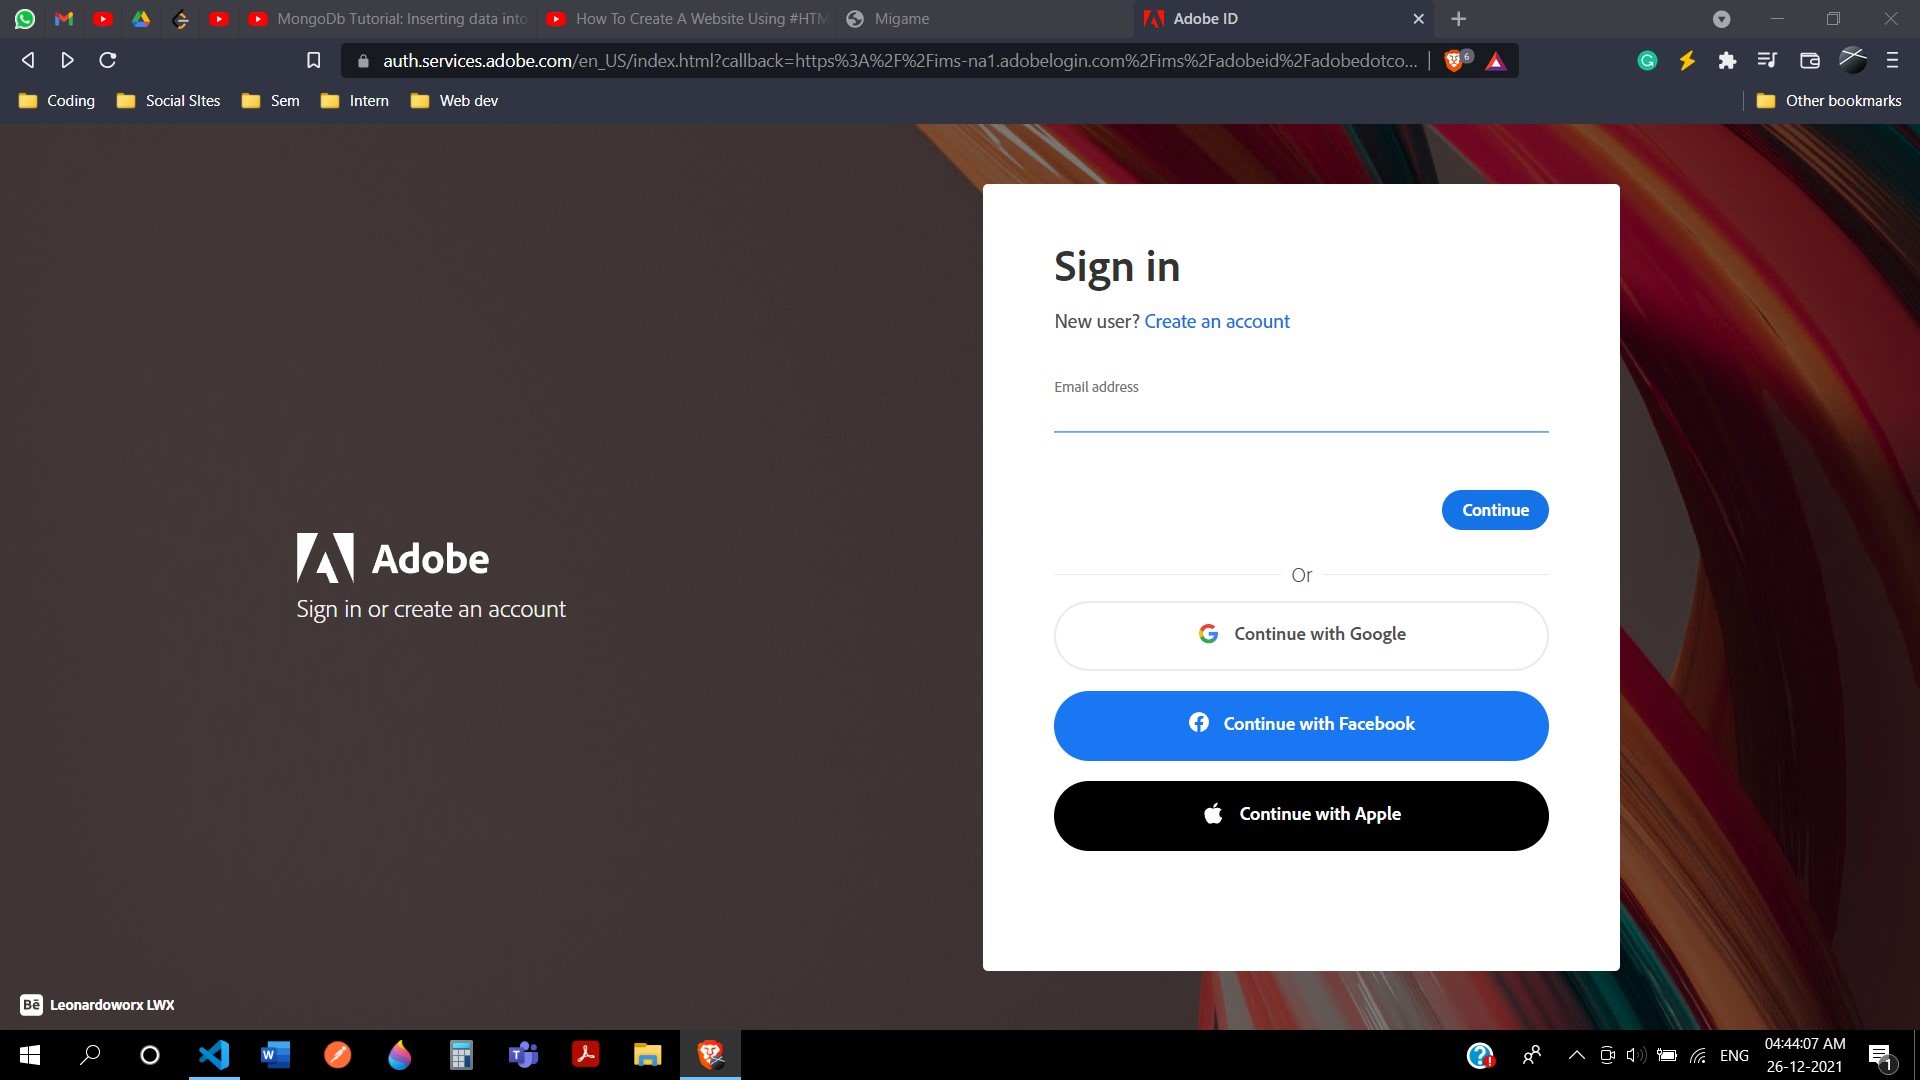 MongoDb Tutorial: Inserting data into
How To Create A Website Using #HTM
Migame
Adobe ID
auth.services.adobe.com/en_US/index.html?callback=https%3A%2F%2Fims-na1.adobelogin.com%2Fims%2Fadobeid%2Fadobedotco...
6
Coding
Social SItes
Sem
Intern
Web dev
Other bookmarks
Sign in
New user? Create an account
Email address
Continue
Or
Continue with Google
Continue with Facebook
Continue with Apple
Adobe
Sign in or create an account
Bē Leonardoworx LWX
ENG
04:44:07 AM
26-12-2021
1